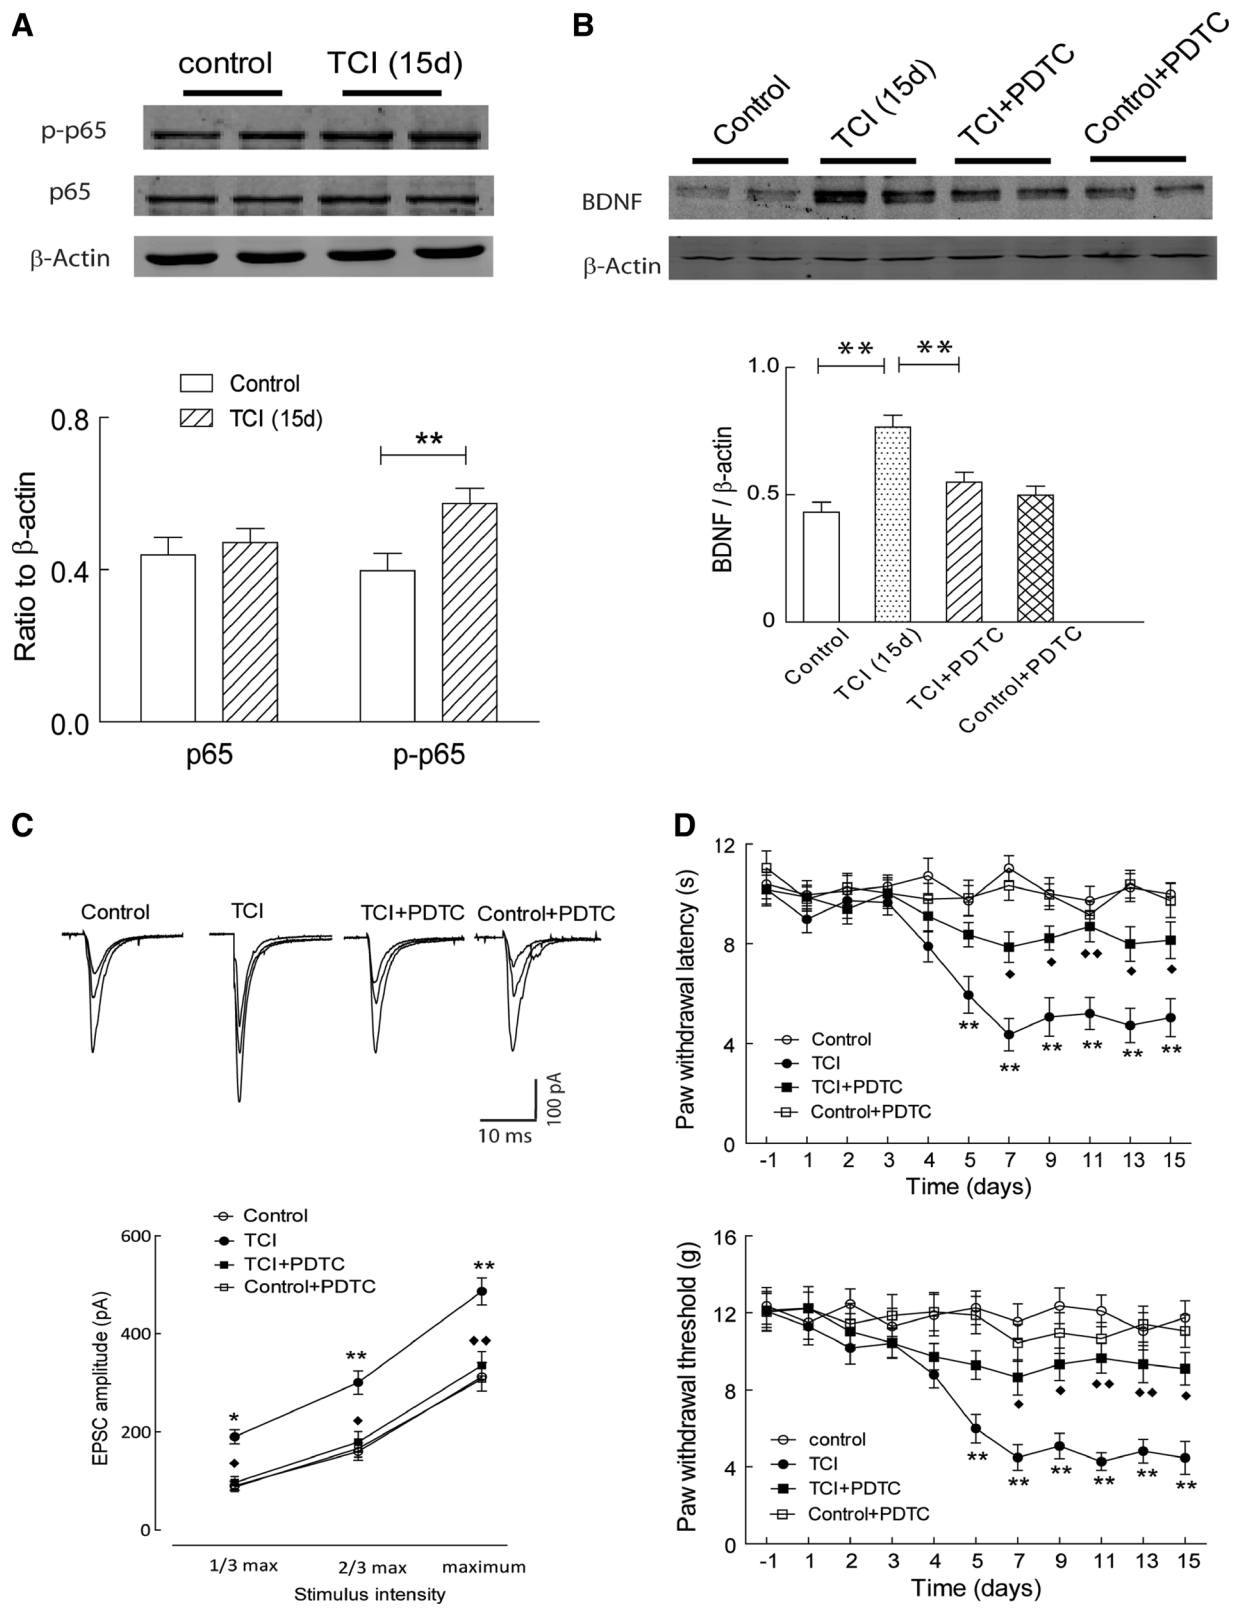 A
control TCI (15d)
p-p65
p65
β-Actin
Control
TCI (15d)
**
0.8
0.4
0.0
Ratio to β-actin
p65 p-p65
B
Control TCI (15d) TCI+PDTC Control+PDTC
BDNF
β-Actin
** **
1.0
0.5
0
BDNF / β-actin
Control TCI (15d) TCI+PDTC Control+PDTC
C
Control TCI TCI+PDTC Control+PDTC
100 pA
10 ms
Control
TCI
TCI+PDTC
Control+PDTC
600
400
200
0
EPSC amplitude (pA)
* ** **
1/3 max 2/3 max maximum
Stimulus intensity
D
12
8
4
0
Paw withdrawal latency (s)
** ** ** ** ** **
Control
TCI
TCI+PDTC
Control+PDTC
-1 1 2 3 4 5 7 9 11 13 15
Time (days)
16
12
8
4
0
Paw withdrawal threshold (g)
** ** ** ** ** **
control
TCI
TCI+PDTC
Control+PDTC
-1 1 2 3 4 5 7 9 11 13 15
Time (days)